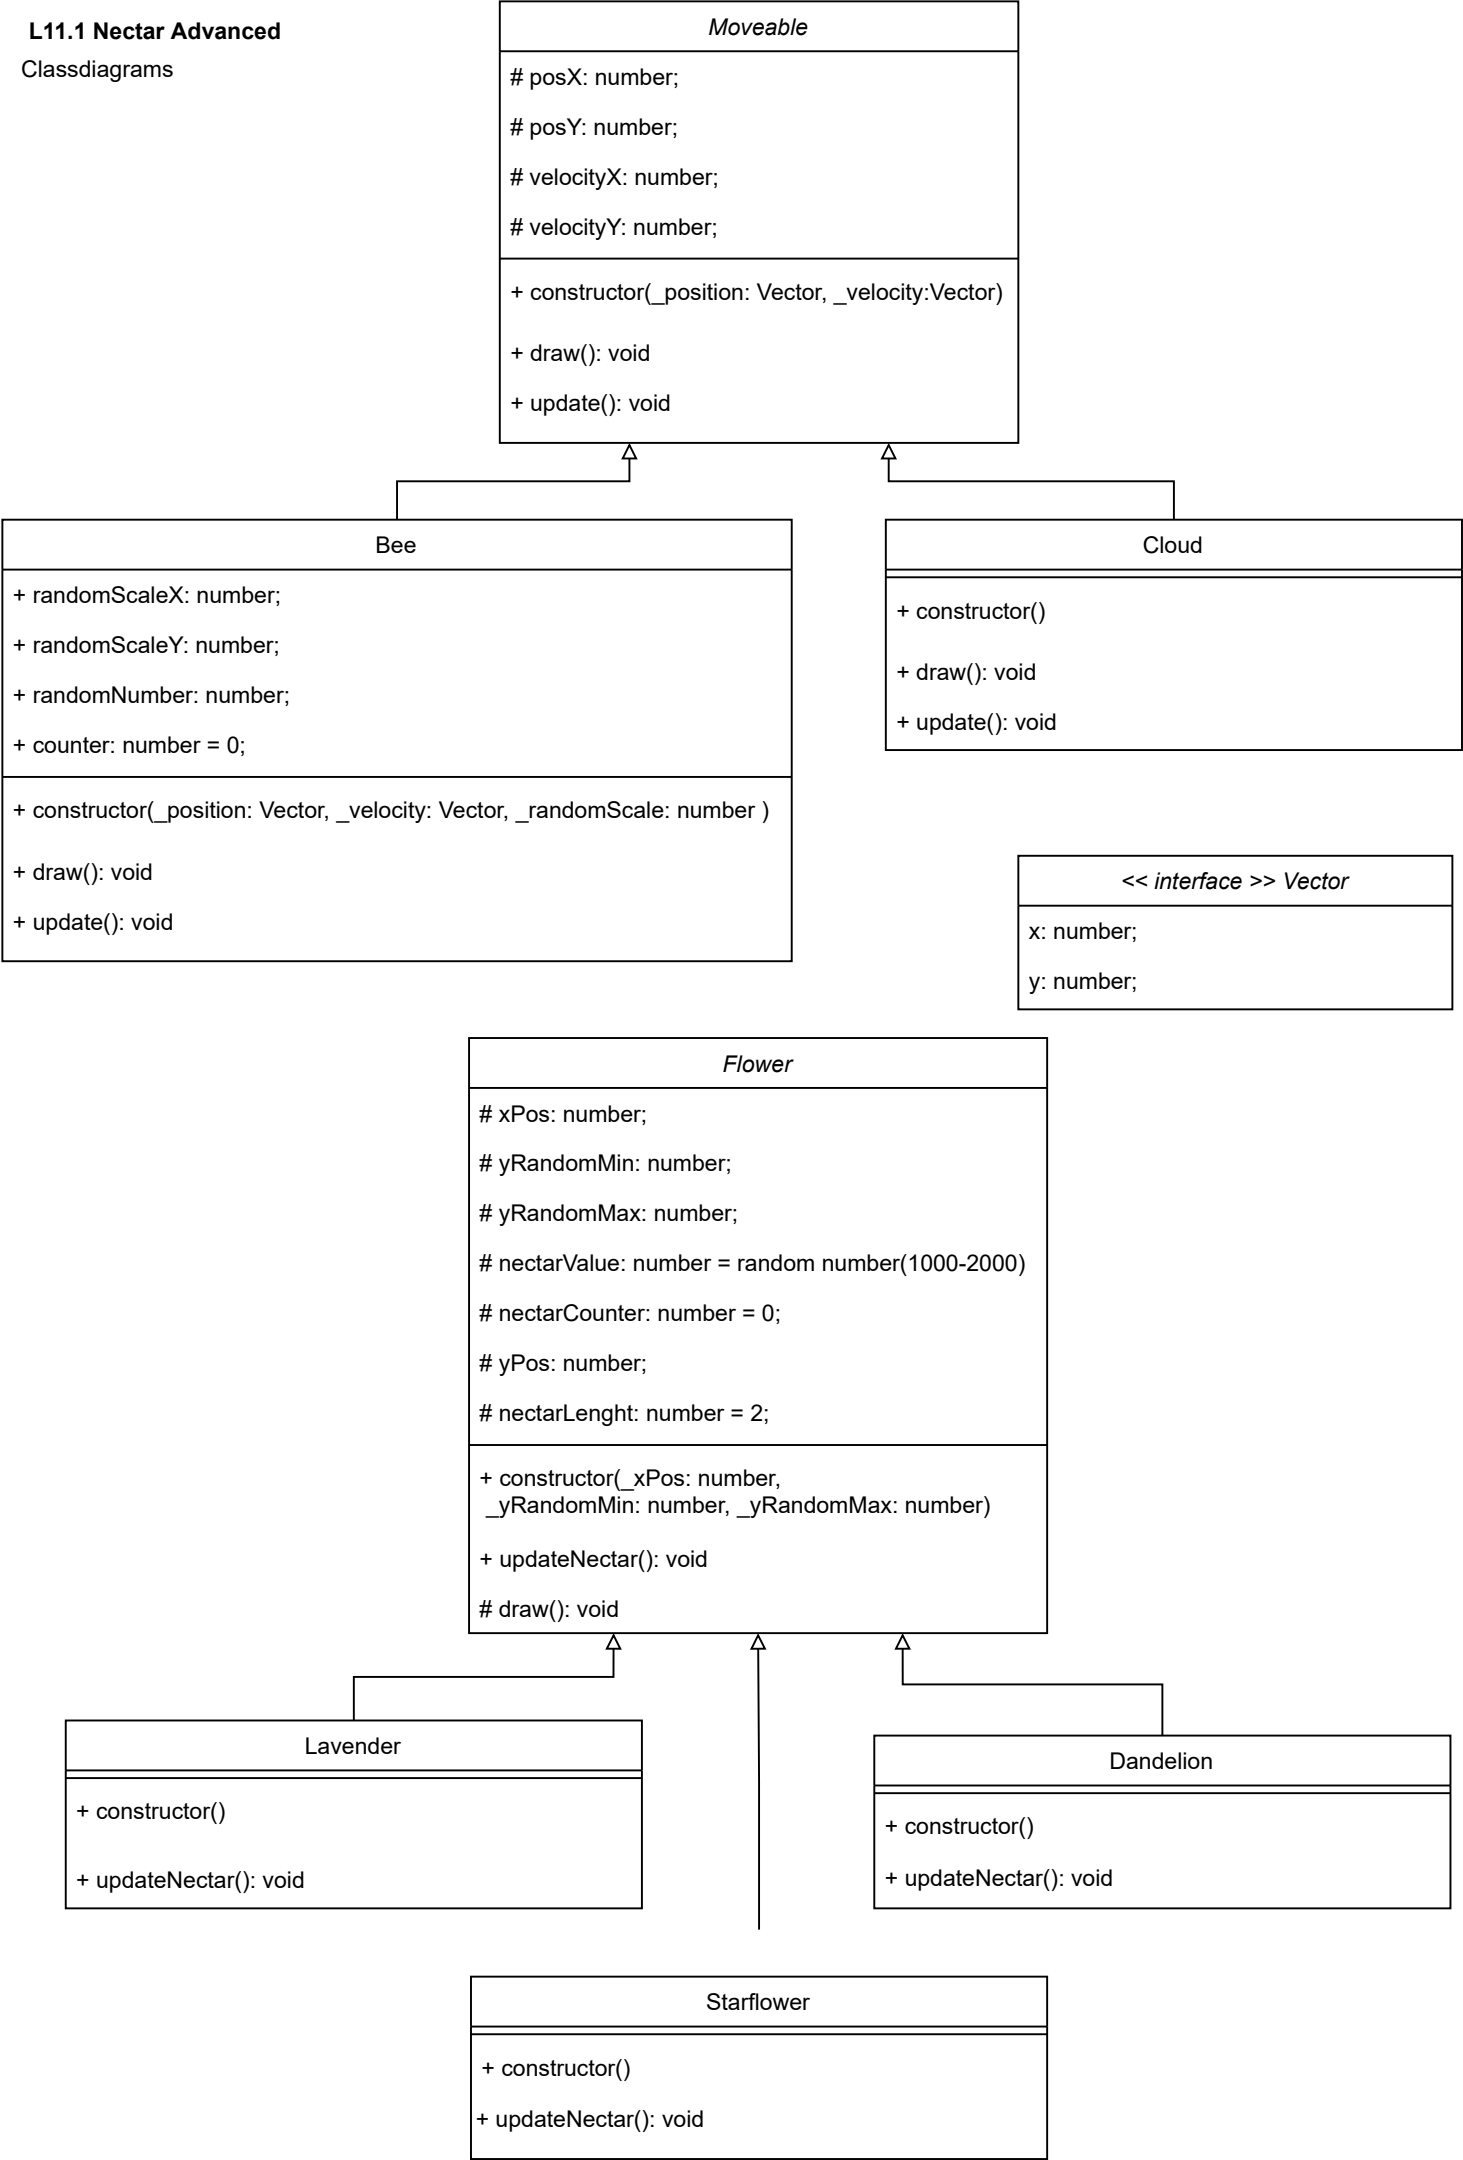 L11.1 Nectar Advanced
Classdiagrams
Moveable
# posX: number;
# posY: number;
# velocityX: number;
# velocityY: number;
+ constructor(_position: Vector, _velocity:Vector)
+ draw(): void
+ update(): void
Bee
+ randomScaleX: number;
+ randomScaleY: number;
+ randomNumber: number;
+ counter: number = 0;
+ constructor(_position: Vector, _velocity: Vector, _randomScale: number )
+ draw(): void
+ update(): void
Cloud
+ constructor()
+ draw(): void
+ update(): void
<< interface >> Vector
x: number;
y: number;
Flower
# xPos: number;
# yRandomMin: number;
# yRandomMax: number;
# nectarValue: number = random number(1000-2000)
# nectarCounter: number = 0;
# yPos: number;
# nectarLenght: number = 2;
+ constructor(_xPos: number,
_yRandomMin: number, _yRandomMax: number)
+ updateNectar(): void
# draw(): void
Lavender
+ constructor()
+ updateNectar(): void
Dandelion
+ constructor()
+ updateNectar(): void
Starflower
+ constructor()
+ updateNectar(): void